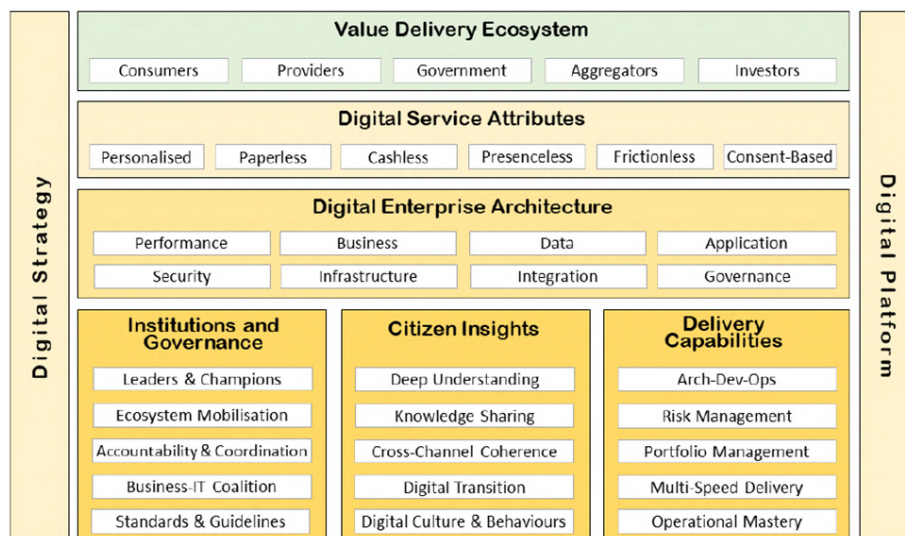 Value Delivery Ecosystem
Consumers
Providers
Government
Aggregators
Investors
Digital Service Attributes
Personalised
Paperless
Cashless
Presenceless
Frictionless
Consent-Based
Digital Enterprise Architecture
Performance
Business
Data
Application
Security
Infrastructure
Integration
Governance
Institutions and
Governance
Leaders & Champions
Ecosystem Mobilisation
Accountability & Coordination
Business-IT Coalition
Standards & Guidelines
Citizen Insights
Deep Understanding
Knowledge Sharing
Cross-Channel Coherence
Digital Transition
Digital Culture & Behaviours
Delivery
Capabilities
Arch-Dev-Ops
Risk Management
Portfolio Management
Multi-Speed Delivery
Operational Mastery
Digital Strategy
Digital Platform